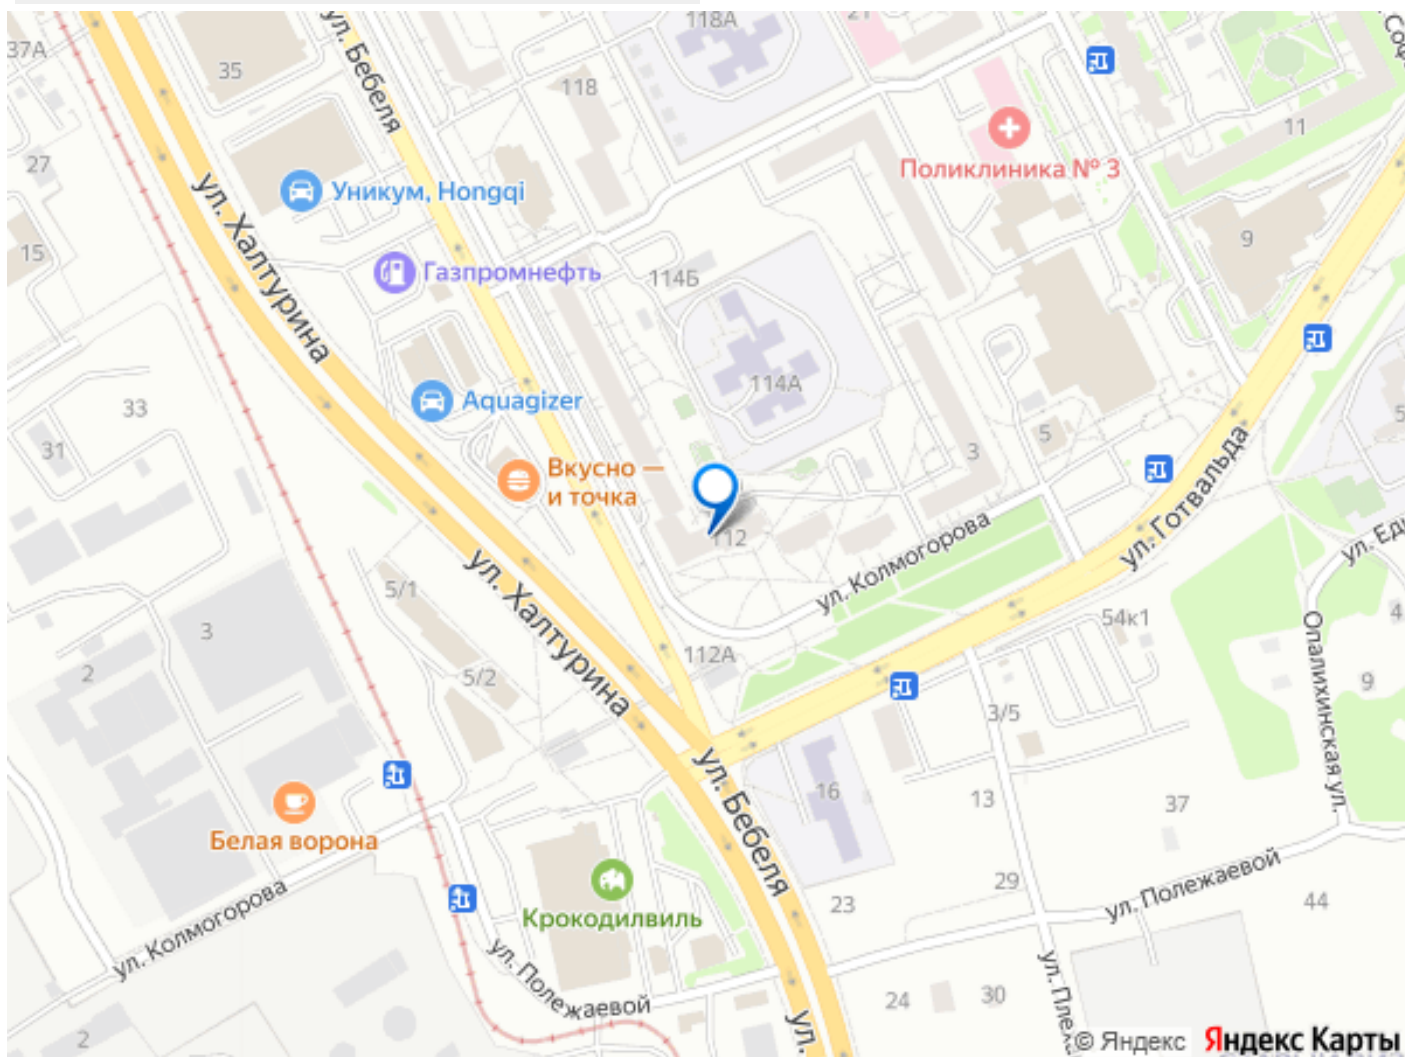 118А
21
37А
35
ул. Бебеля
118
11
27
Поликлиника № 3
Уникум, Hongqi
ул. Халтурина
15
9
114Б
Газпромнефть
114А
33
Aquagizer
31
5
3
Вкусно —
и точка
ул. Готвальда
112
ул. Колмогорова
ул. Халтурина
5/1
54к1
3
4
112А
2
5/2
9
3/5
Опалихинская ул.
ул. Бебеля
16
13
37
Белая ворона
29
ул. Полежаевой
44
Крокодилвиль
23
ул. Колмогорова
ул. Полежаевой
24
30
2
ул.
© Яндекс Яндекс Карты